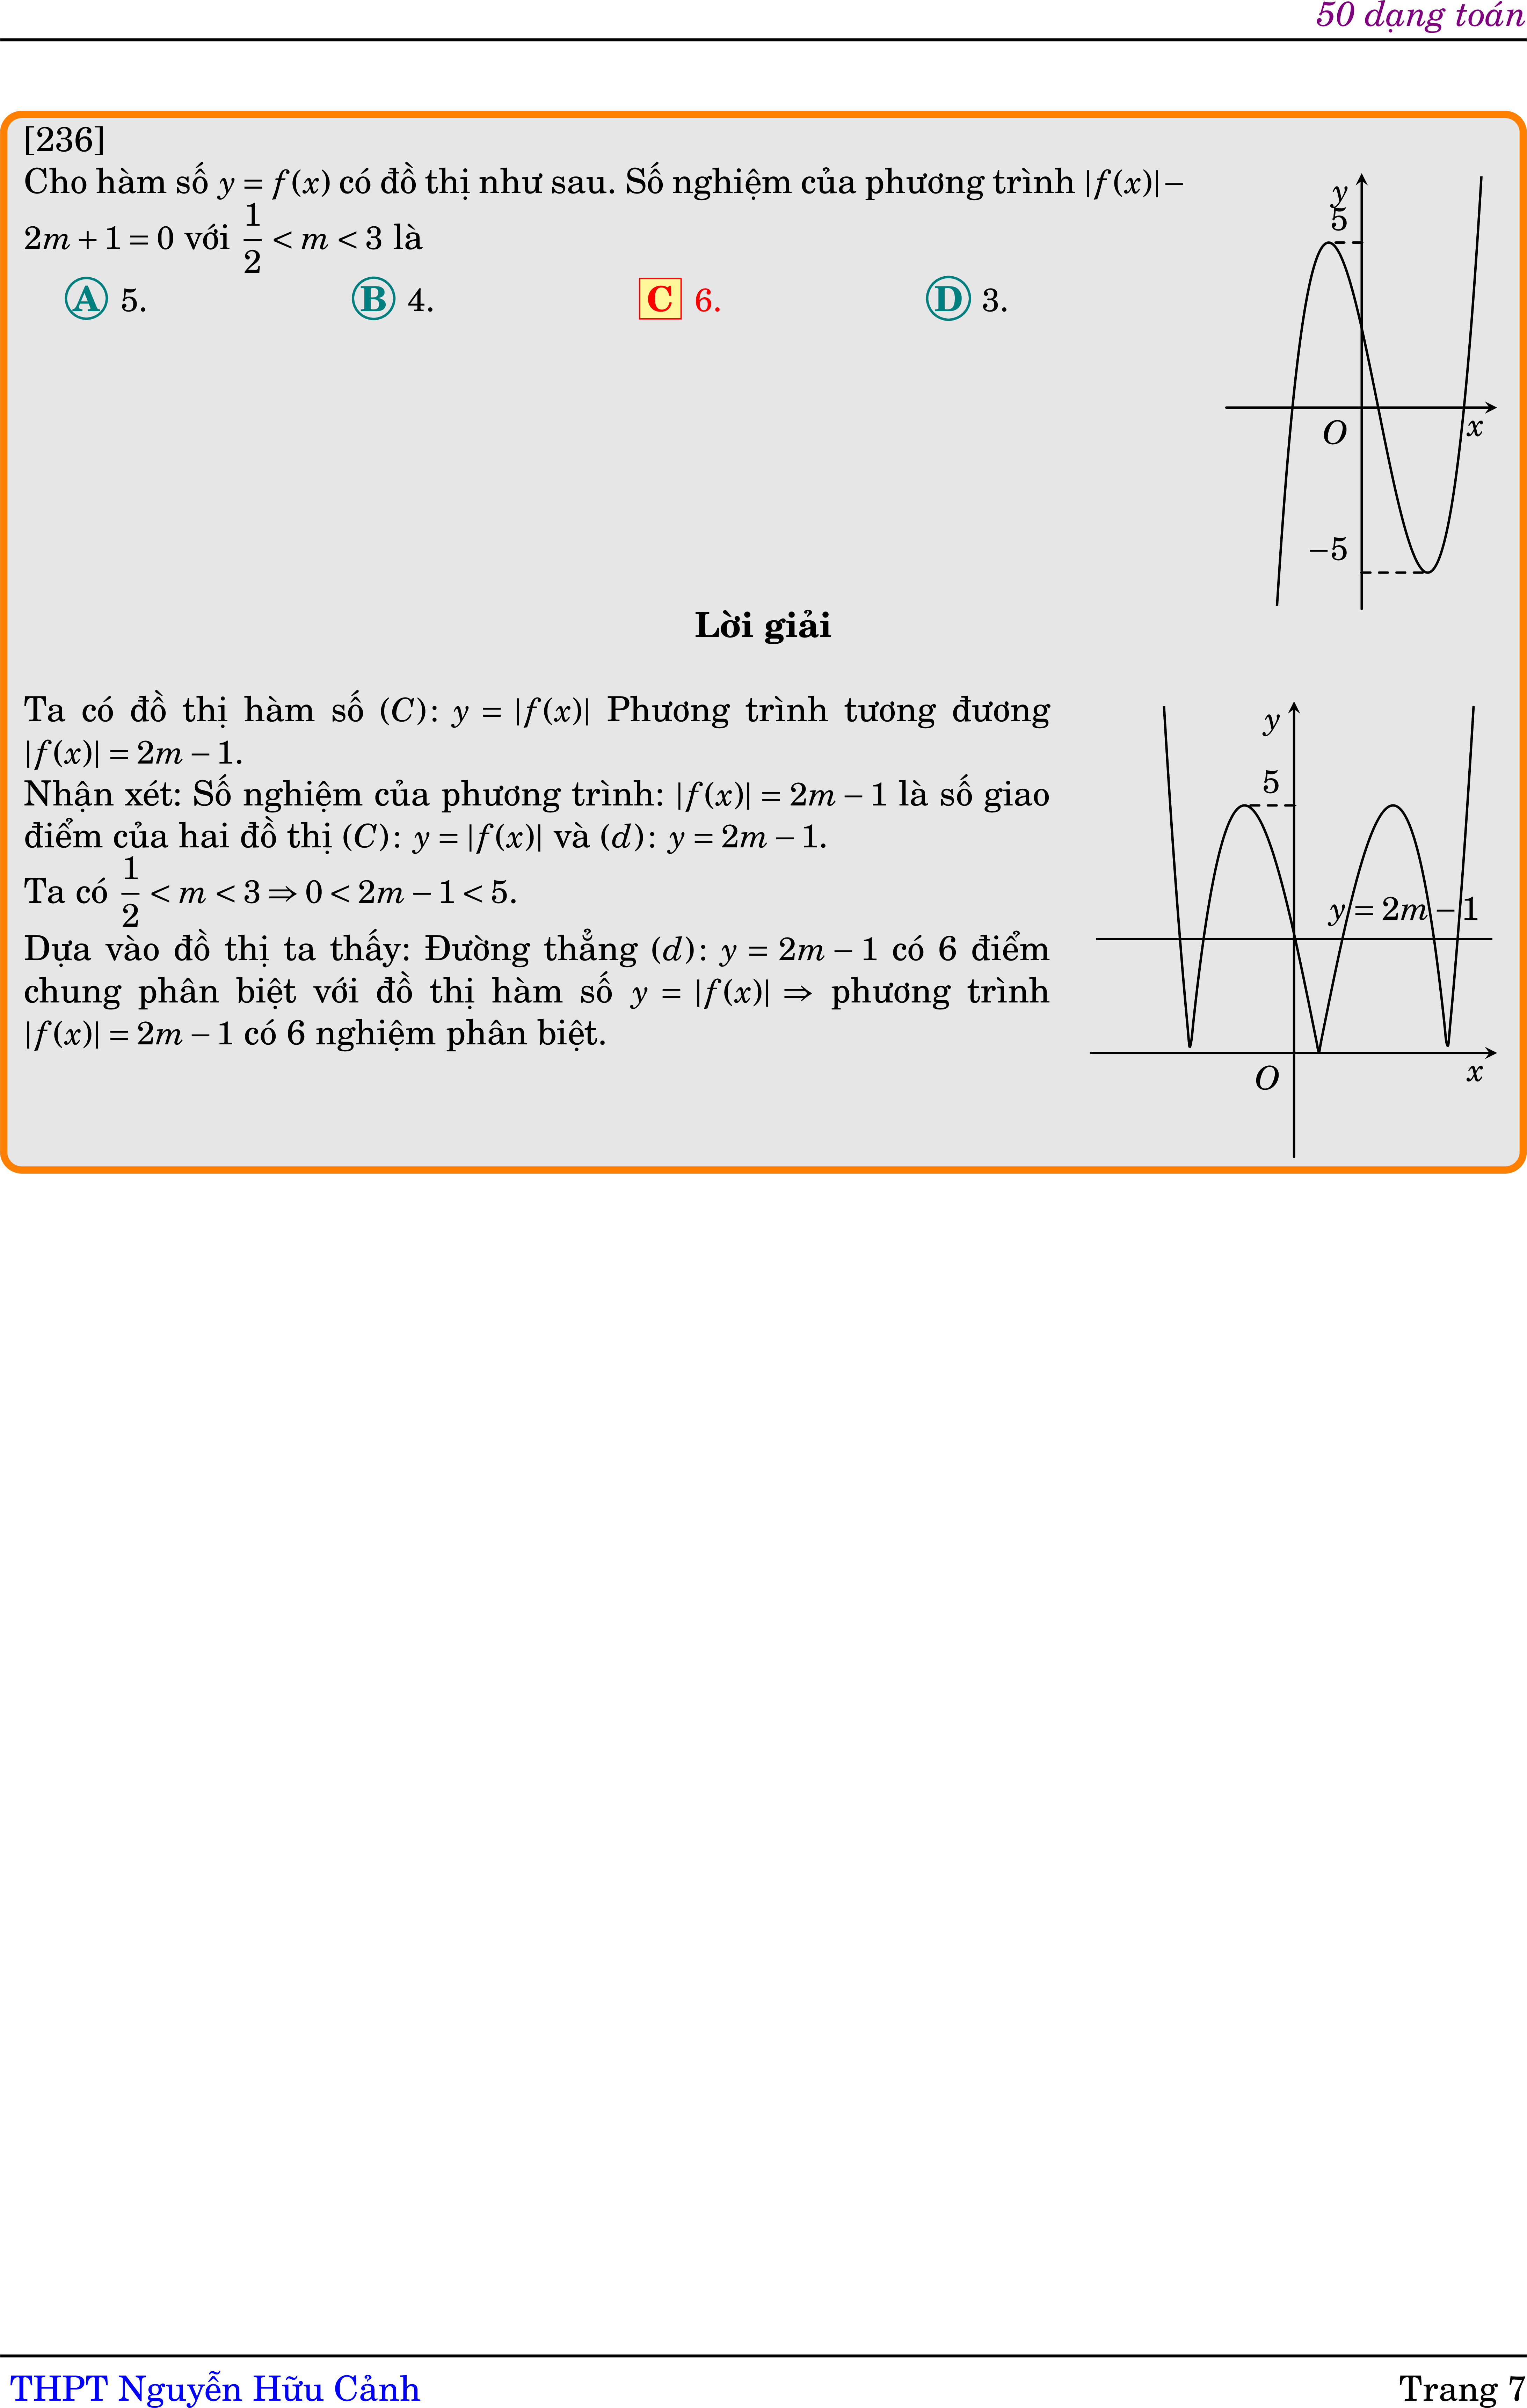 50 dạng toán
[236]
Cho hàm số y = f(x) có đồ thị như sau. Số nghiệm của phương trình |f(x)| −
2m + 1 = 0 với 1/2 < m < 3 là
A 5. B 4. C 6. D 3.
y
5
O
x
−5
Lời giải
Ta có đồ thị hàm số (C): y = |f(x)| Phương trình tương đương
|f(x)| = 2m − 1.
Nhận xét: Số nghiệm của phương trình: |f(x)| = 2m − 1 là số giao
điểm của hai đồ thị (C): y = |f(x)| và (d): y = 2m − 1.
Ta có 1/2 < m < 3 ⇒ 0 < 2m − 1 < 5.
Dựa vào đồ thị ta thấy: Đường thẳng (d): y = 2m − 1 có 6 điểm
chung phân biệt với đồ thị hàm số y = |f(x)| ⇒ phương trình
|f(x)| = 2m − 1 có 6 nghiệm phân biệt.
y
5
y = 2m − 1
O
x
THPT Nguyễn Hữu Cảnh
Trang 7